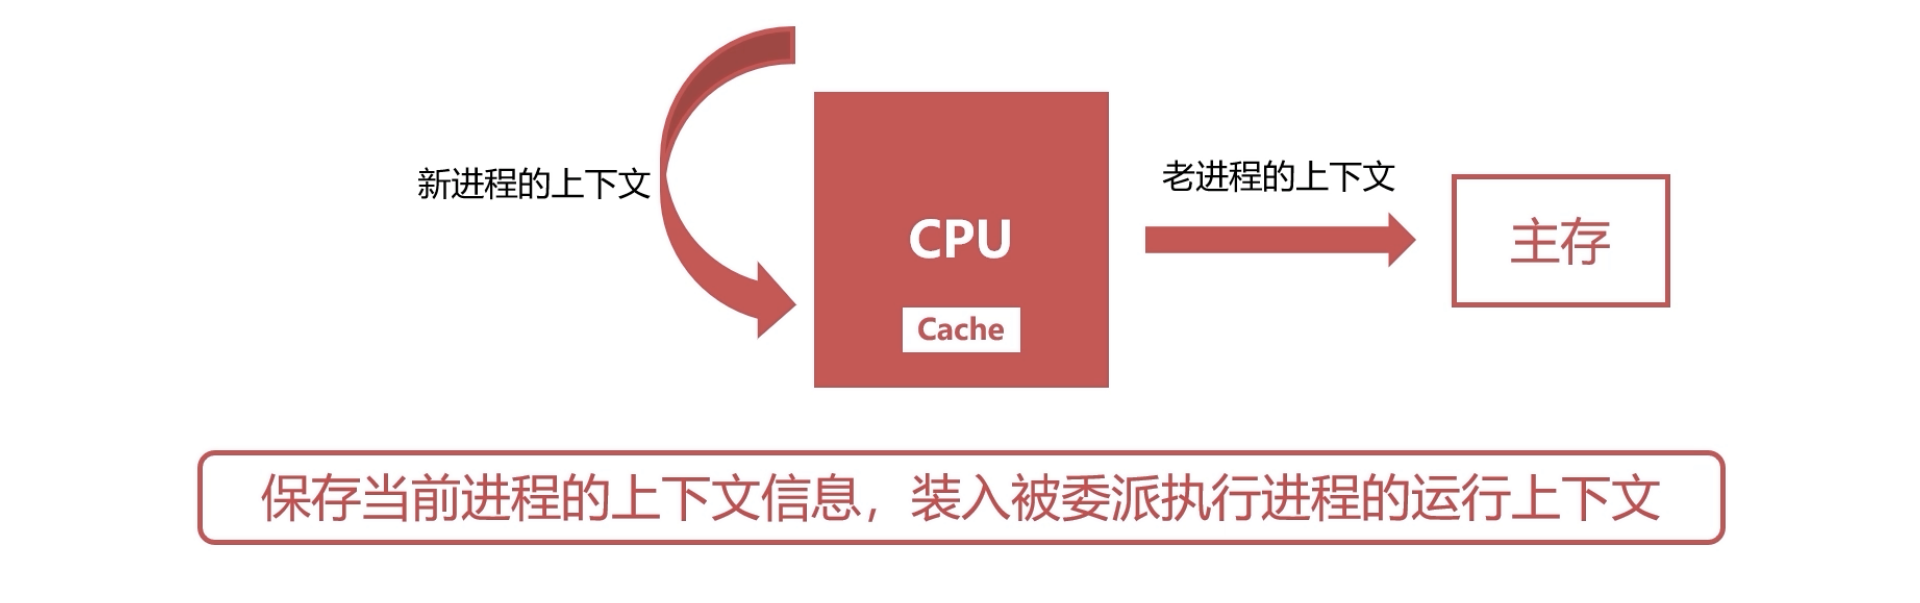 新进程的上下文
老进程的上下文
CPU
Cache
主存
保存当前进程的上下文信息，装入被委派执行进程的运行上下文